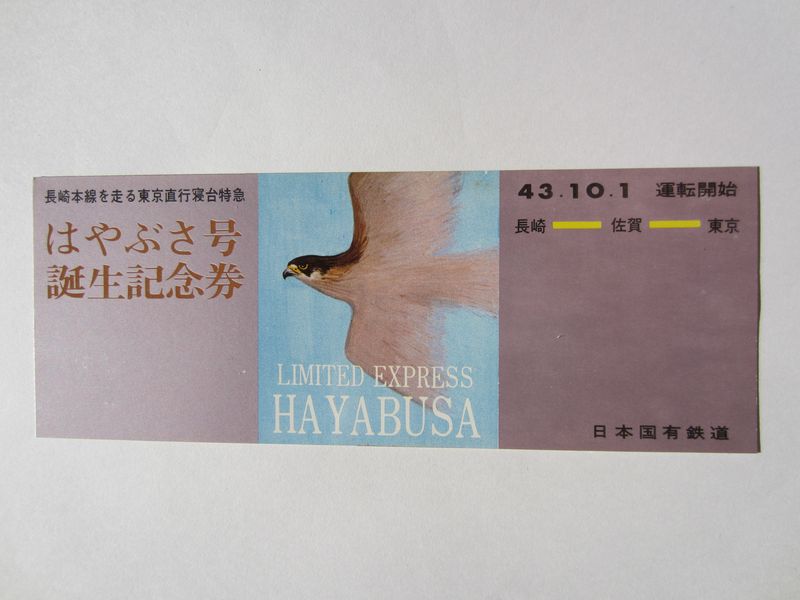 長崎本線を走る東京直行寝台特急
はやぶさ号
誕生記念券
LIMITED EXPRESS
HAYABUSA
43.10.1 運転開始
長崎 佐賀 東京
日本国有鉄道